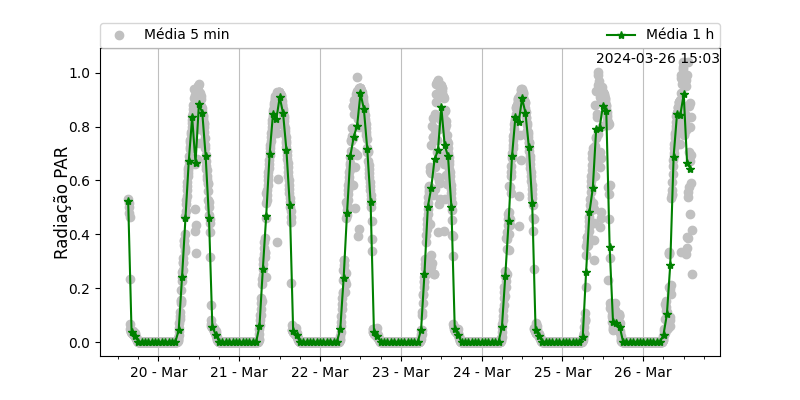 Média 5 min
Média 1 h
2024-03-26 15:03
Radiação PAR
1.0
0.8
0.6
0.4
0.2
0.0
20 - Mar
21 - Mar
22 - Mar
23 - Mar
24 - Mar
25 - Mar
26 - Mar